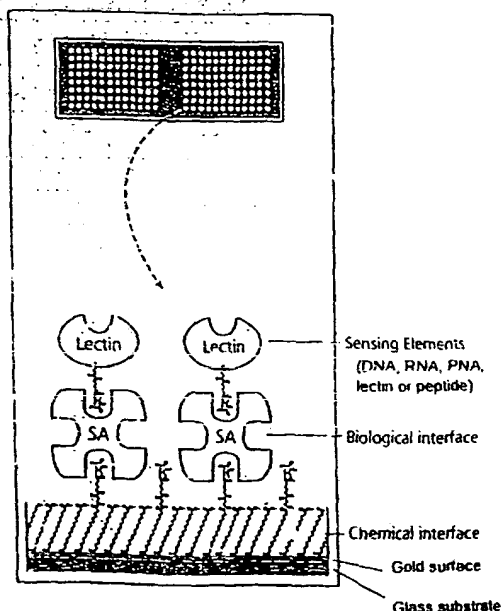 Lectin
Lectin
Sensing Elements
(DNA, RNA, PNA,
lectin or peptide)
SA
SA
Biological interface
Chemical interface
Gold surface
Glass substrate